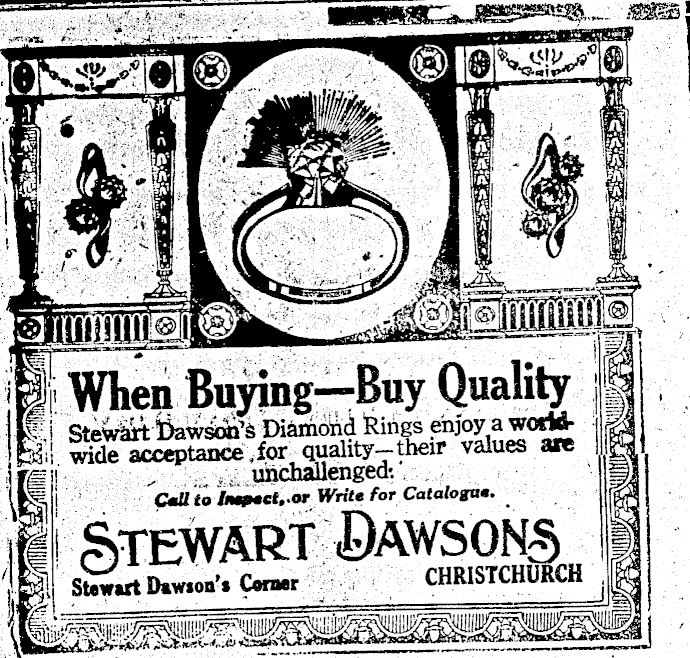 When Buying—Buy Quality
Stewart Dawson's Diamond Rings enjoy a world-
wide acceptance for quality—their values are
unchallenged.
Call to Inspect, or Write for Catalogue.
STEWART DAWSONS
Stewart Dawson's Corner
CHRISTCHURCH